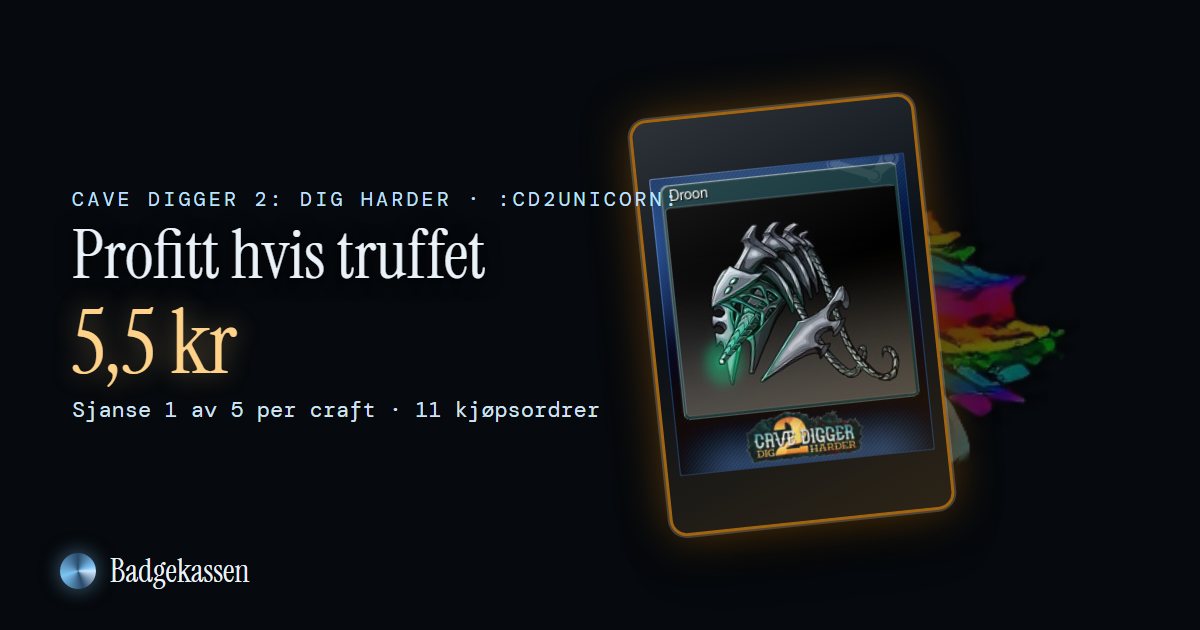 CAVE DIGGER 2: DIG HARDER · :CD2UNICORN:
Profitt hvis truffet
5,5 kr
Sjanse 1 av 5 per craft · 11 kjøpsordrer
Droon
CAVE DIGGER
2
DIG HARDER
Badgekassen